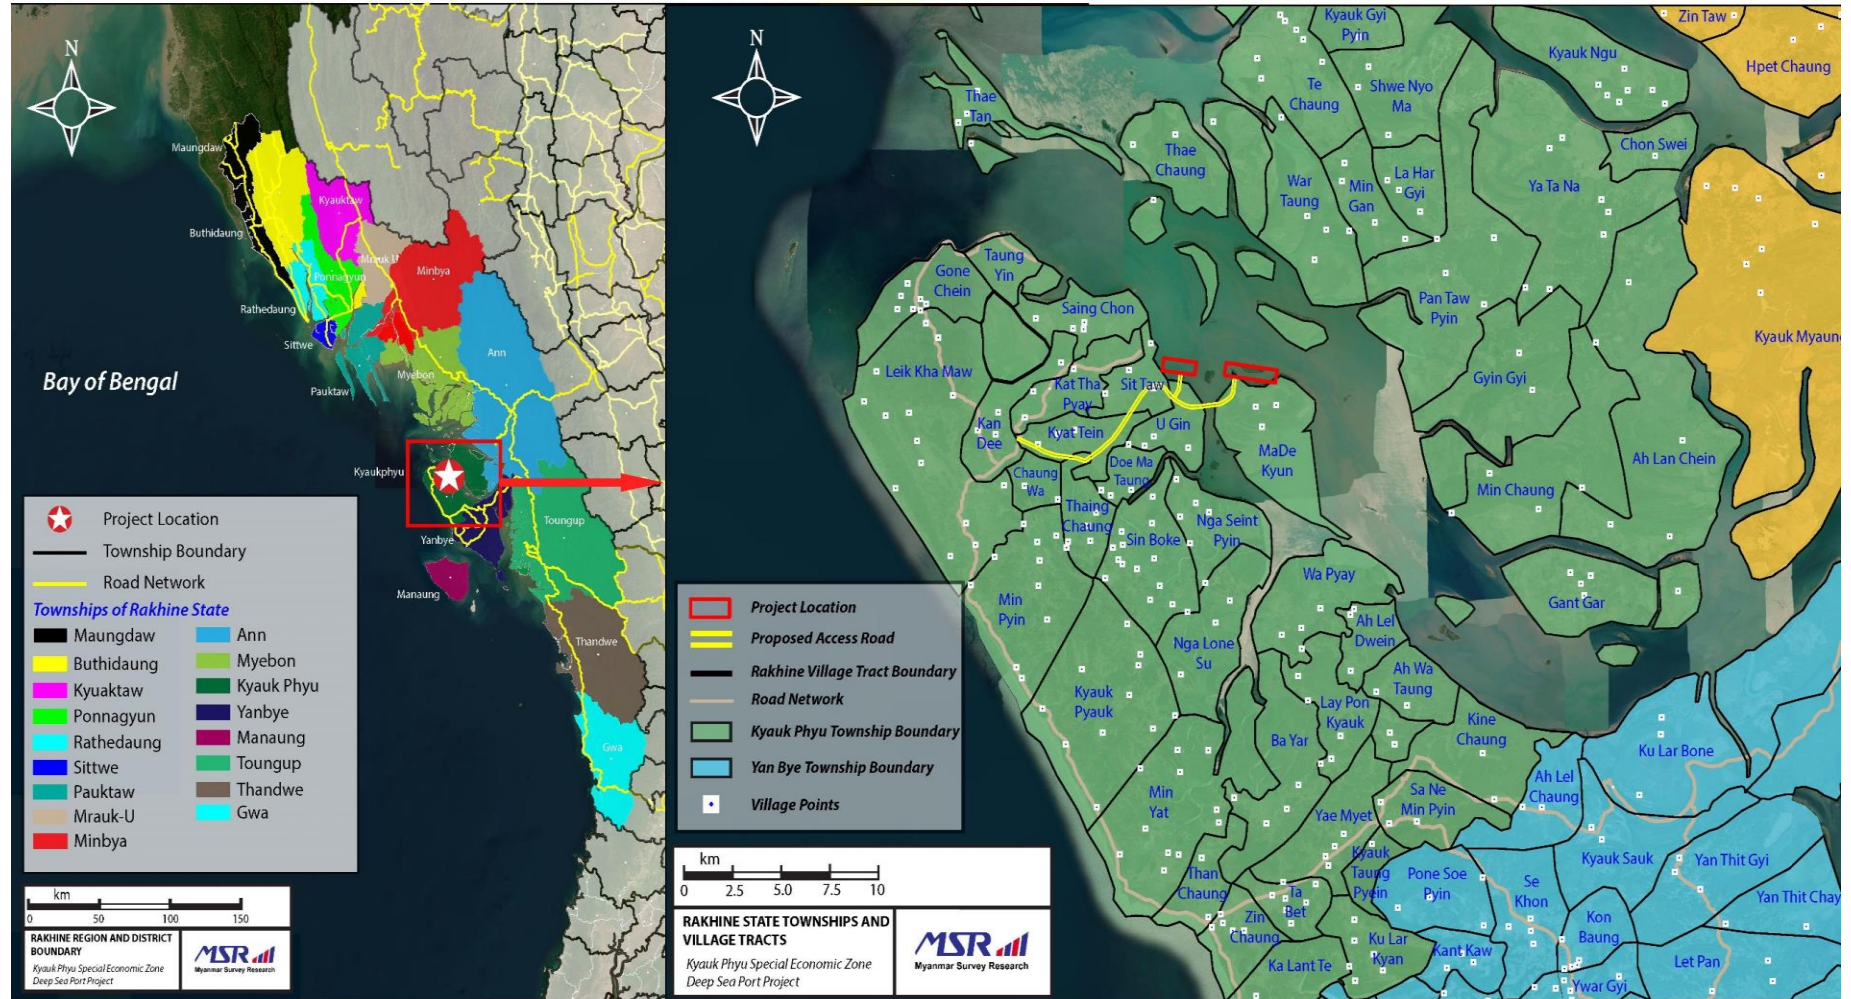 N
Maungdaw
Kyauktaw
Buthidaung
Mrauk U
Minbya
Ponnagyun
Rathedaung
Sittwe
Ann
Myebon
Pauktaw
Bay of Bengal
Kyaukphyu
Toungup
Yanbye
Manaung
Thandwe
Gwa
Project Location
Township Boundary
Road Network
Townships of Rakhine State
Maungdaw
Buthidaung
Kyuaktaw
Ponnagyun
Rathedaung
Sittwe
Pauktaw
Mrauk-U
Minbya
Ann
Myebon
Kyauk Phyu
Yanbye
Manaung
Toungup
Thandwe
Gwa
km
0 50 100 150
RAKHINE REGION AND DISTRICT
BOUNDARY
Kyauk Phyu Special Economic Zone
Deep Sea Port Project
MSR
Myanmar Survey Research
N
Kyauk Gyi
Pyin
Zin Taw
Kyauk Ngu
Hpet Chaung
Thae
Tan
Te
Chaung
Shwe Nyo
Ma
Chon Swei
Thae
Chaung
War
Taung
Min
Gan
La Har
Gyi
Ya Ta Na
Taung
Yin
Gone
Chein
Saing Chon
Pan Taw
Pyin
Kyauk Myaung
Leik Kha Maw
Kat Tha
Pyay
Sit Taw
Gyin Gyi
Kan
Dee
Kyat Tein
U Gin
MaDe
Kyun
Ah Lan Chein
Chaung
Wa
Doe Ma
Taung
Min Chaung
Thaing
Chaung
Sin Boke
Nga Seint
Pyin
Wa Pyay
Gant Gar
Min
Pyin
Ah Lel
Dwein
Nga Lone
Su
Ah Wa
Taung
Kyauk
Pyauk
Lay Pon
Kyauk
Kine
Chaung
Ba Yar
Ku Lar Bone
Ah Lel
Chaung
Min
Yat
Sa Ne
Min Pyin
Yae Myet
Kyauk
Taung
Pyein
Kyauk Sauk
Yan Thit Gyi
Than
Chaung
Pone Soe
Pyin
Se
Khon
Yan Thit Chay
Ta
Bet
Zin
Chaung
Kon
Baung
Ku Lar
Kyan
Kant Kaw
Ka Lant Te
Let Pan
Ywar Gyi
Project Location
Proposed Access Road
Rakhine Village Tract Boundary
Road Network
Kyauk Phyu Township Boundary
Yan Bye Township Boundary
Village Points
km
0 2.5 5.0 7.5 10
RAKHINE STATE TOWNSHIPS AND
VILLAGE TRACTS
Kyauk Phyu Special Economic Zone
Deep Sea Port Project
MSR
Myanmar Survey Research